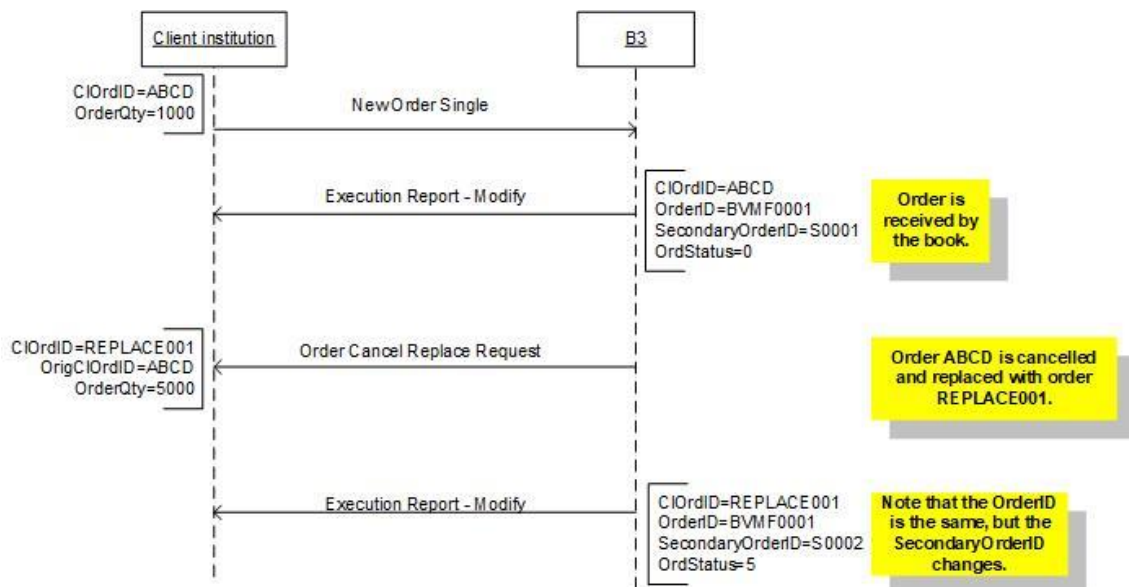 Client institution
B3
ClOrdID=ABCD
OrderQty=1000
New Order Single
Execution Report - Modify
ClOrdID=ABCD
OrderID=BVMF0001
SecondaryOrderID=S0001
OrdStatus=0
Order is
received by
the book.
ClOrdID=REPLACE001
OrigClOrdID=ABCD
OrderQty=5000
Order Cancel Replace Request
Order ABCD is cancelled
and replaced with order
REPLACE001.
Execution Report - Modify
ClOrdID=REPLACE001
OrderID=BVMF0001
SecondaryOrderID=S0002
OrdStatus=5
Note that the OrderID
is the same, but the
SecondaryOrderID
changes.